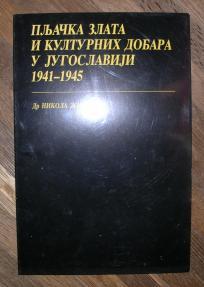 ПЉАЧКА ЗЛАТА
И КУЛТУРНИХ ДОБАРА
У ЈУГОСЛАВИЈИ
1941–1945
Др НИКОЛА